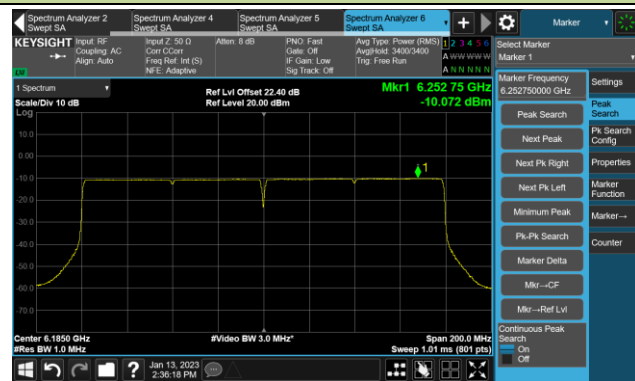 Spectrum Analyzer 2
Swept SA
Spectrum Analyzer 4
Swept SA
Spectrum Analyzer 5
Swept SA
Spectrum Analyzer 6
Swept SA
Marker
KEYSIGHT
Input: RF
Coupling: AC
Align: Auto
Input Z: 50 Ω
Corr CCorr
Freq Ref: Int (S)
NFE: Adaptive
Atten: 8 dB
PNO: Fast
Gate: Off
IF Gain: Low
Sig Track: Off
Avg Type: Power (RMS)
Avg|Hold: 3400/3400
Trig: Free Run
1 2 3 4 5 6
A W W W W W
A N N N N N
LW
Select Marker
Marker 1
1 Spectrum
Scale/Div 10 dB
Log
Ref Lvl Offset 22.40 dB
Ref Level 20.00 dBm
Mkr1 6.252 75 GHz
-10.072 dBm
10.0
0.00
-10.0
-20.0
-30.0
-40.0
-50.0
-60.0
-70.0
1
Center 6.1850 GHz
#Res BW 1.0 MHz
#Video BW 3.0 MHz*
Span 200.0 MHz
Sweep 1.01 ms (801 pts)
Marker Frequency
6.252750000 GHz
Peak Search
Next Peak
Next Pk Right
Next Pk Left
Minimum Peak
Pk-Pk Search
Marker Delta
Mkr→CF
Mkr→Ref Lvl
Continuous Peak
Search
On
Off
Settings
Peak
Search
Pk Search
Config
Properties
Marker
Function
Marker→
Counter
Jan 13, 2023
2:36:18 PM